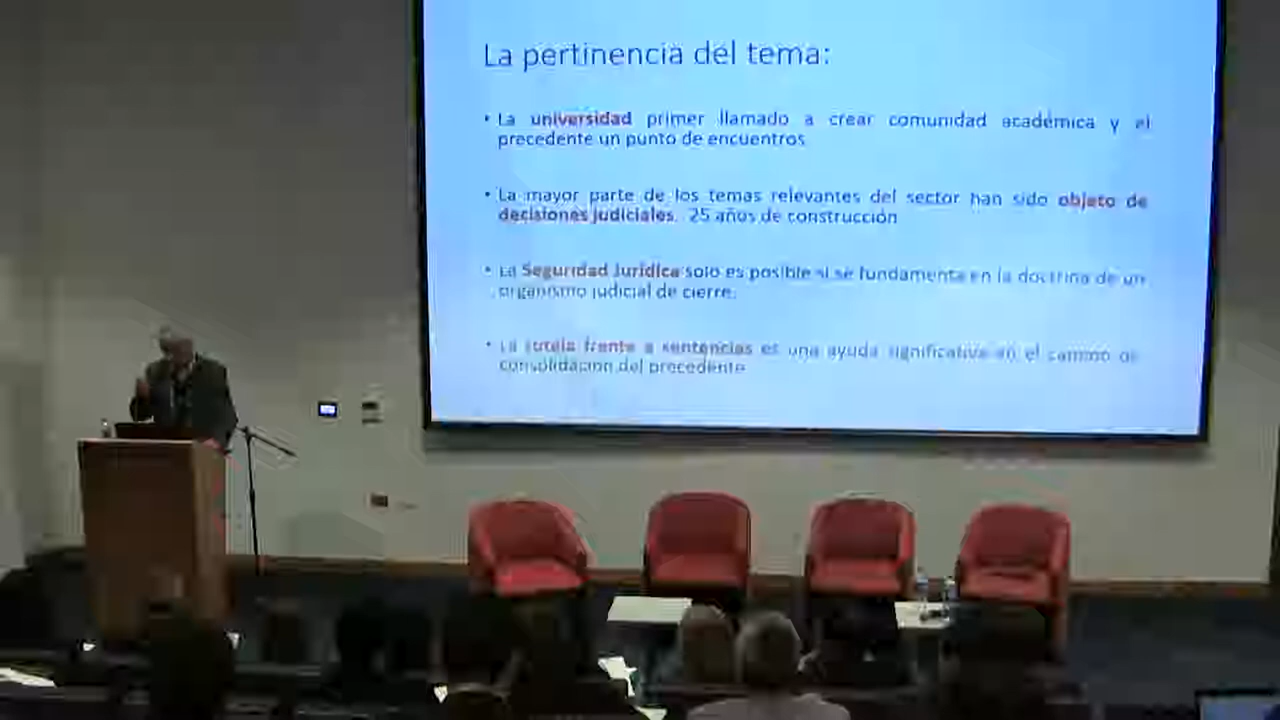 La pertinencia del tema:
• La universidad primer llamado a crear comunidad académica y el
precedente un punto de encuentros
• La mayor parte de los temas relevantes del sector han sido objeto de
decisiones judiciales. 25 años de construcción
• La Seguridad Jurídica solo es posible si se fundamenta en la doctrina de un
organismo judicial de cierre.
• La tutela frente a sentencias es una ayuda significativa en el camino de
consolidación del precedente